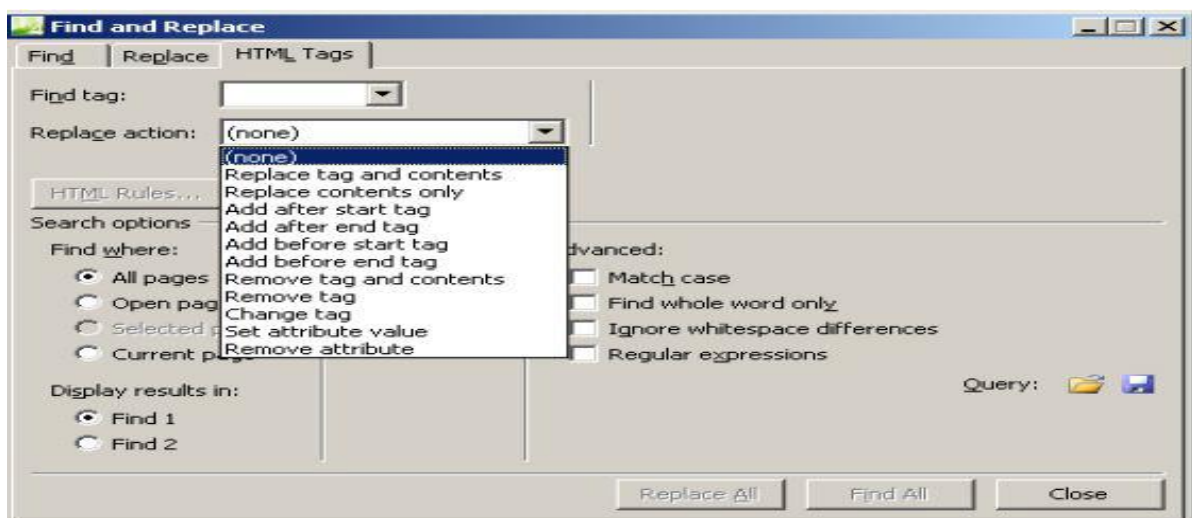 Find and Replace
Find Replace HTML Tags
Find tag:
Replace action: (none)
(none)
Replace tag and contents
HTML Rules... Replace contents only
Add after start tag
Search options
Add after end tag
Find where: Add before start tag
Add before end tag
All pages Remove tag and contents Match case
Open pag Remove tag Find whole word only
Change tag
Selected Set attribute value Ignore whitespace differences
Current Remove attribute Regular expressions
Display results in: Query:
Find 1
Find 2
Replace All Find All Close